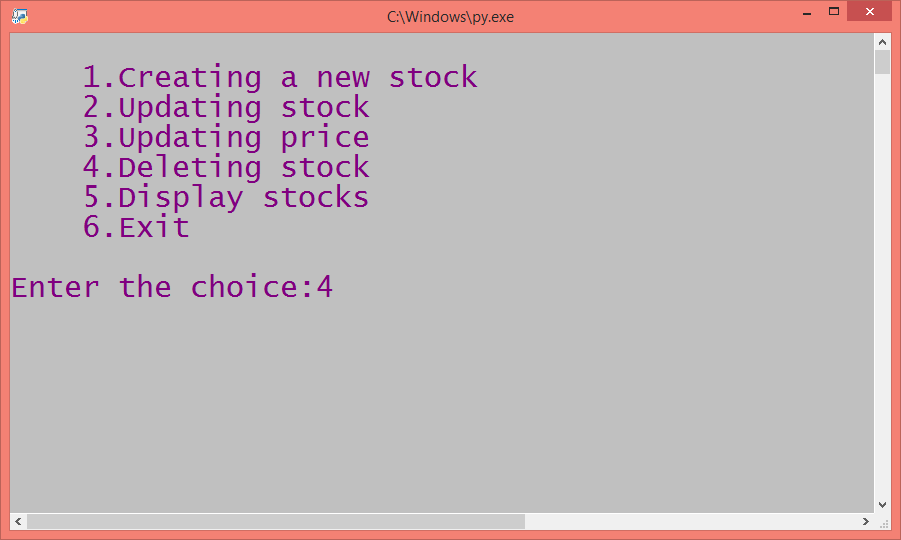 C:\Windows\py.exe
1.Creating a new stock
2.Updating stock
3.Updating price
4.Deleting stock
5.Display stocks
6.Exit
Enter the choice:4